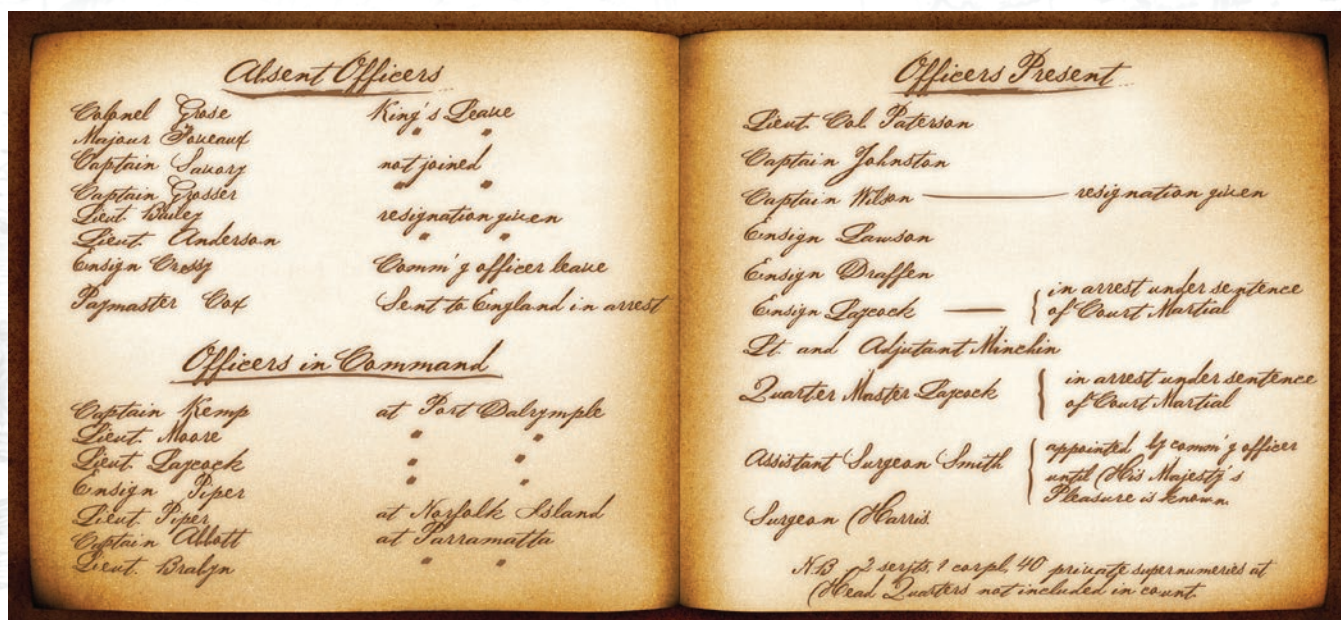 Absent Officers
Colonel Grose King's Leave
Majour Foveaux " "
Captain Savory not joined
Captain Grosser " "
Lieut. Bailey resignation given
Lieut. Anderson " "
Ensign Cressy Comm'g officer leave
Paymaster Cox Sent to England in arrest
Officers in Command
Captain Kemp at Port Dalrymple
Lieut. Moore " "
Lieut. Laycock " "
Ensign Piper " "
Lieut. Piper at Norfolk Island
Captain Abbott at Parramatta
Lieut. Brabyn " "
Officers Present
Lieut. Col. Paterson
Captain Johnston
Captain Wilson — resignation given
Ensign Lawson
Ensign Draffen
Ensign Laycock — { in arrest under sentence
of Court Martial
Lt. and Adjutant Minchin
Quarter Master Laycock { in arrest under sentence
of Court Martial
Assistant Surgeon Smith { appointed by comm'g officer
until His Majesty's
Pleasure is known.
Surgeon Harris.
N.B - 2 serjts, 1 corpl, 40 private supernumeries at
Head Quarters not included in count.